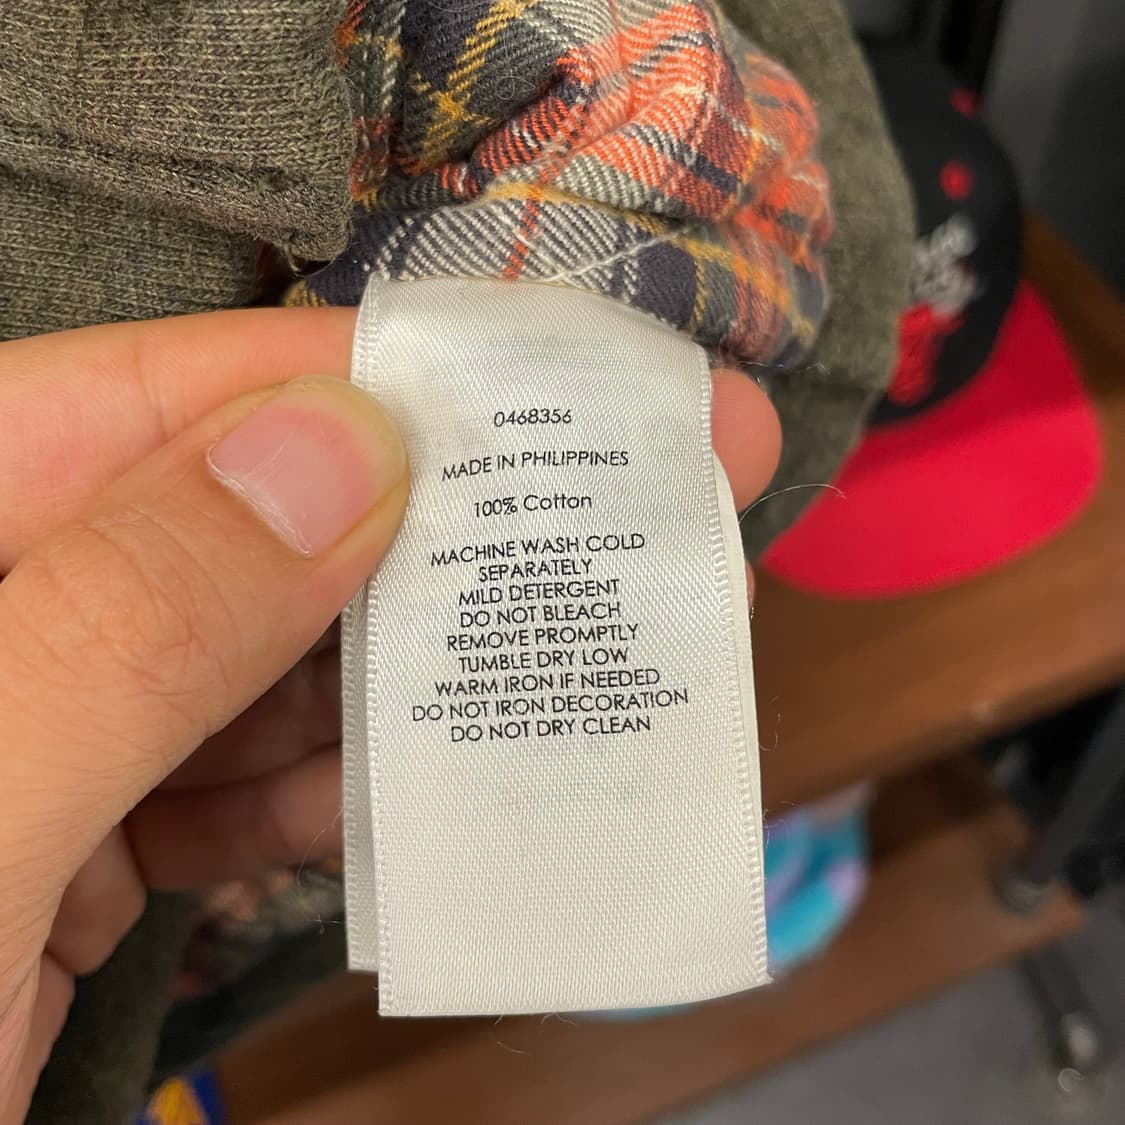 0468356
MADE IN PHILIPPINES
100% Cotton
MACHINE WASH COLD
SEPARATELY
MILD DETERGENT
DO NOT BLEACH
REMOVE PROMPTLY
TUMBLE DRY LOW
WARM IRON IF NEEDED
DO NOT IRON DECORATION
DO NOT DRY CLEAN